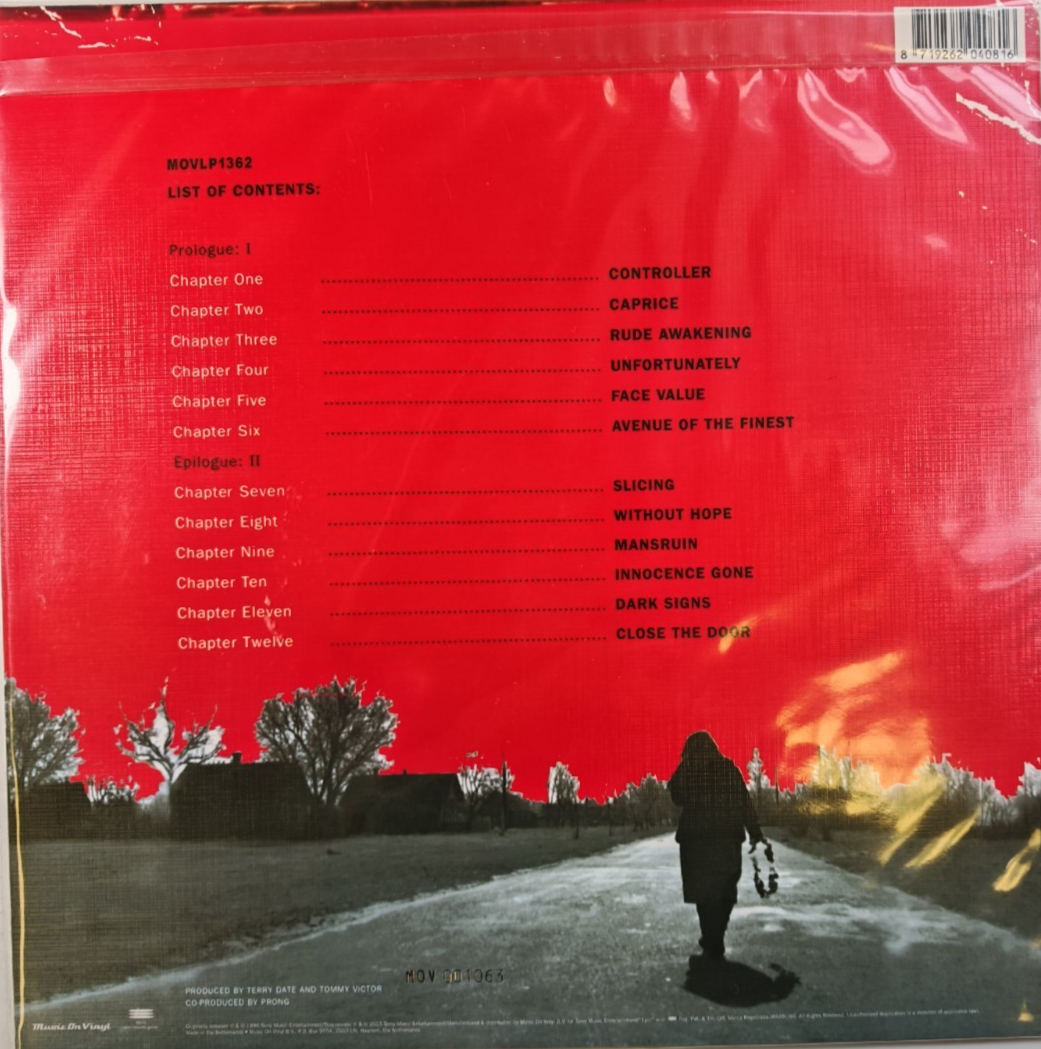 8 719262 040816
MOVLP1362
LIST OF CONTENTS:
Prologue: I
Chapter One ........ CONTROLLER
Chapter Two ........ CAPRICE
Chapter Three ........ RUDE AWAKENING
Chapter Four ........ UNFORTUNATELY
Chapter Five ........ FACE VALUE
Chapter Six ........ AVENUE OF THE FINEST
Epilogue: II
Chapter Seven ........ SLICING
Chapter Eight ........ WITHOUT HOPE
Chapter Nine ........ MANSRUIN
Chapter Ten ........ INNOCENCE GONE
Chapter Eleven ........ DARK SIGNS
Chapter Twelve ........ CLOSE THE DOOR
MOV 001063
PRODUCED BY TERRY DATE AND TOMMY VICTOR
CO-PRODUCED BY PRONG
Music On Vinyl